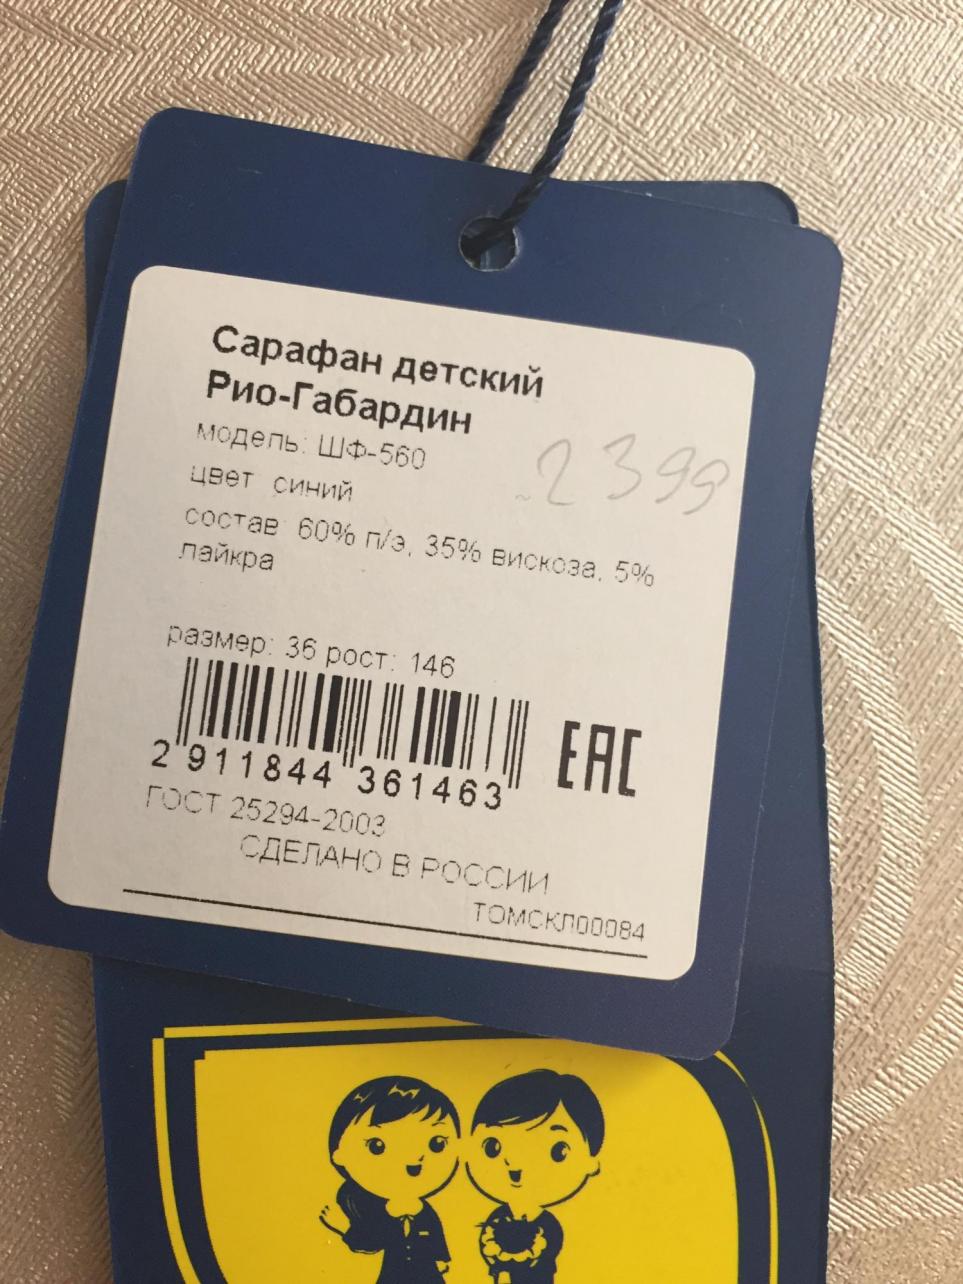 Сарафан детский
Рио-Габардин
модель: ШФ-560
2399
цвет синий
состав 60% п/э, 35% вискоза, 5%
лайкра
размер: 36 рост: 146
2 911844 361463
EAC
ГОСТ 25294-2003
СДЕЛАНО В РОССИИ
ТОМСКЛ00084